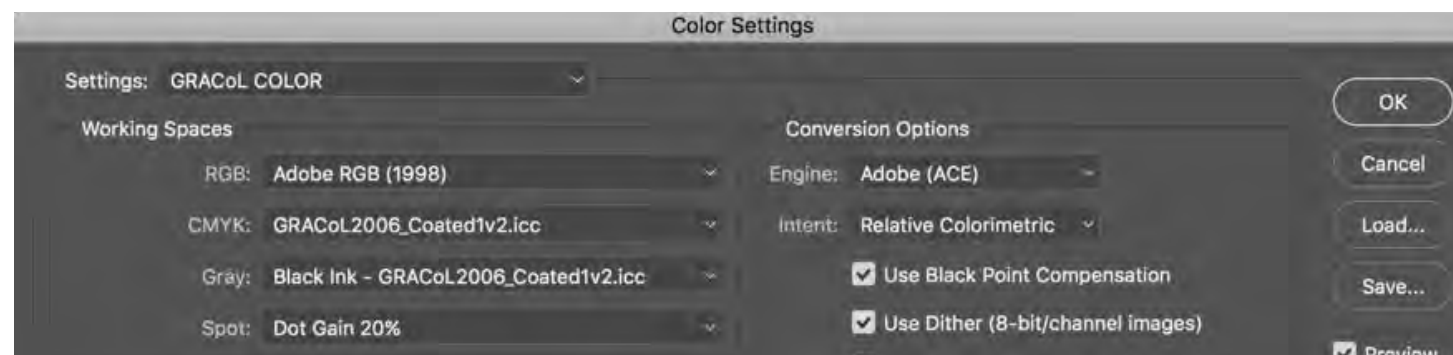 Color Settings
Settings: GRACoL COLOR
Working Spaces
RGB: Adobe RGB (1998)
CMYK: GRACoL2006_Coated1v2.icc
Gray: Black Ink - GRACoL2006_Coated1v2.icc
Spot: Dot Gain 20%
Conversion Options
Engine: Adobe (ACE)
Intent: Relative Colorimetric
Use Black Point Compensation
Use Dither (8-bit/channel images)
OK
Cancel
Load...
Save...
Preview